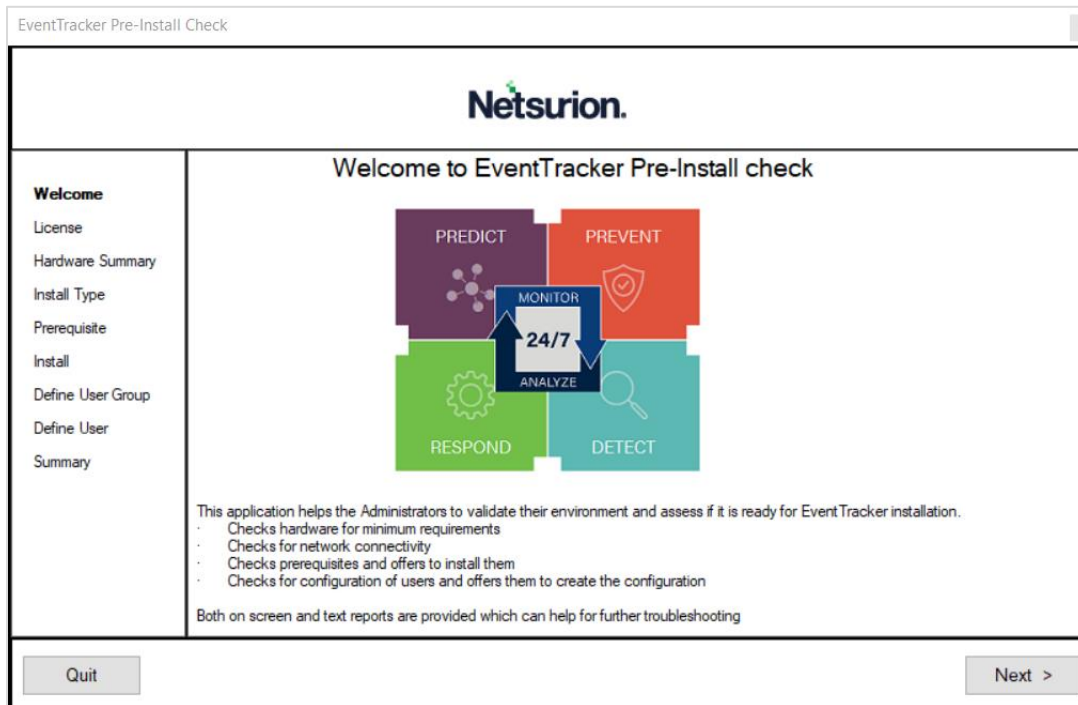 EventTracker Pre-Install Check
Netsurion.
Welcome
License
Hardware Summary
Install Type
Prerequisite
Install
Define User Group
Define User
Summary
Welcome to EventTracker Pre-Install check
PREDICT
PREVENT
MONITOR
24/7
ANALYZE
RESPOND
DETECT
This application helps the Administrators to validate their environment and assess if it is ready for EventTracker installation.
· Checks hardware for minimum requirements
· Checks for network connectivity
· Checks prerequisites and offers to install them
· Checks for configuration of users and offers them to create the configuration
Both on screen and text reports are provided which can help for further troubleshooting
Quit
Next >